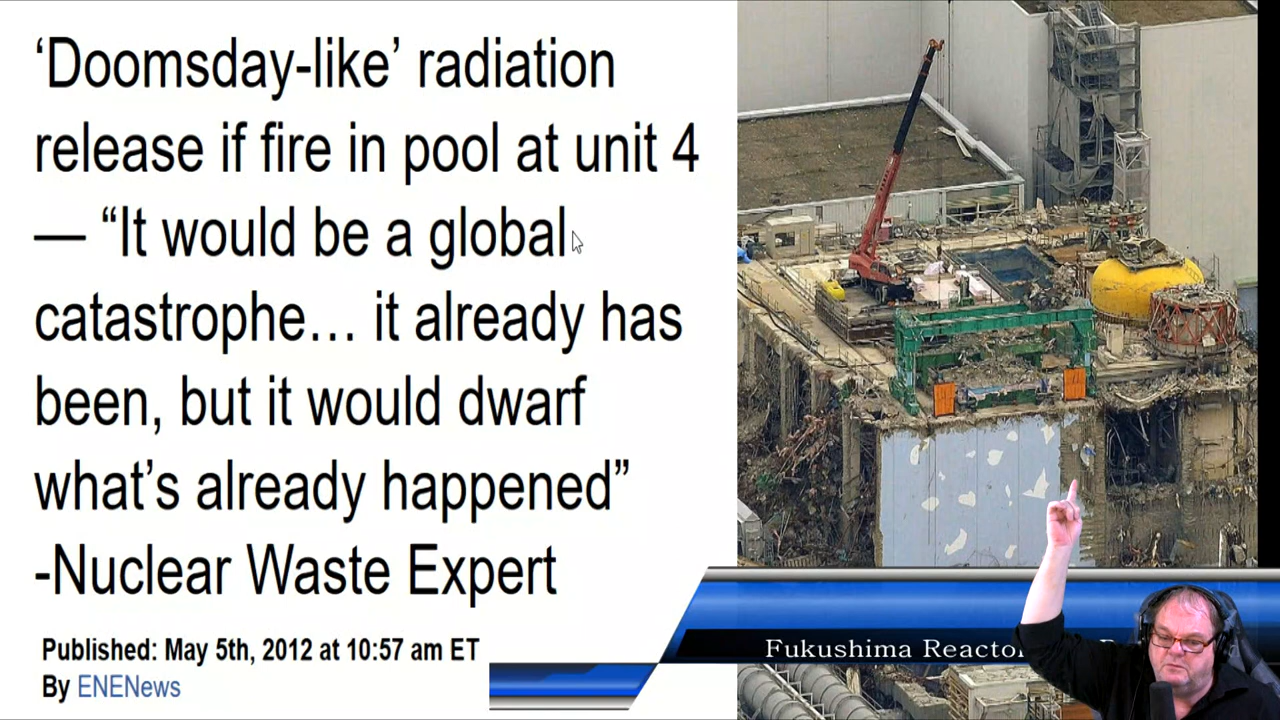 ‘Doomsday-like’ radiation
release if fire in pool at unit 4
— “It would be a global
catastrophe… it already has
been, but it would dwarf
what’s already happened”
-Nuclear Waste Expert
Published: May 5th, 2012 at 10:57 am ET
By ENENews
Fukushima Reactor